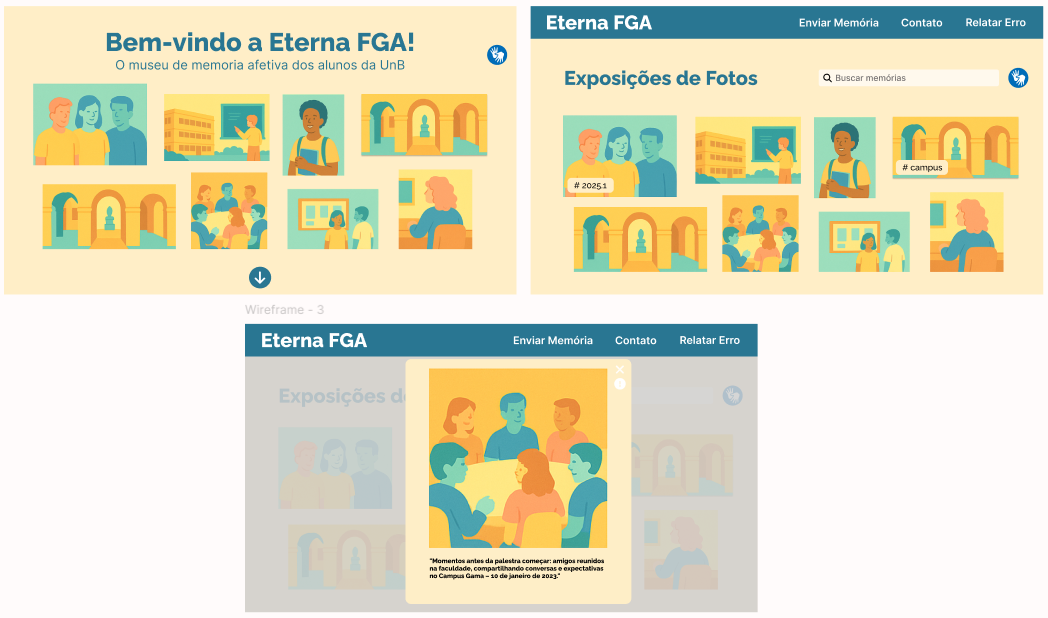 Bem-vindo a Eterna FGA!
O museu de memoria afetiva dos alunos da UnB
Eterna FGA
Enviar Memória
Contato
Relatar Erro
Exposições de Fotos
Buscar memórias
# 2025.1
# campus
Wireframe - 3
Eterna FGA
Enviar Memória
Contato
Relatar Erro
Exposições d
"Momentos antes da palestra começar: amigos reunidos
na faculdade, compartilhando conversas e expectativas
no Campus Gama – 10 de janeiro de 2023."